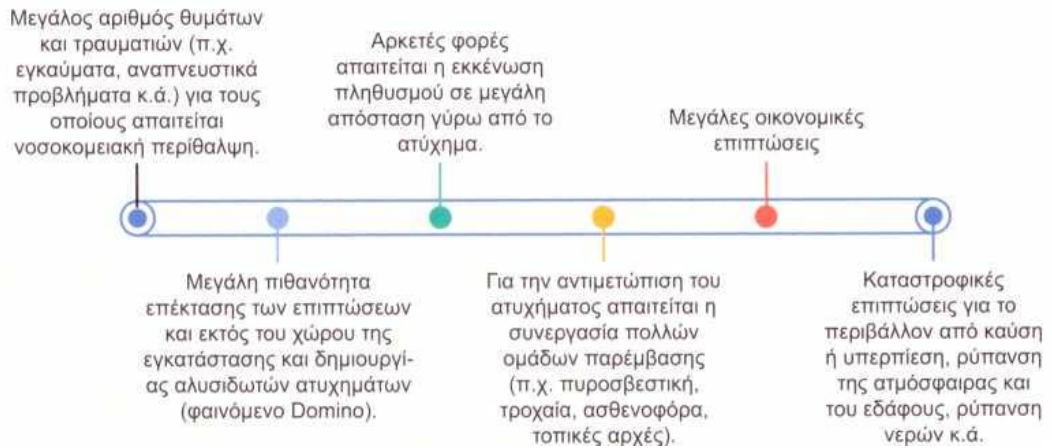 Μεγάλος αριθμός θυμάτων
και τραυματιών (π.χ.
εγκαύματα, αναπνευστικά
προβλήματα κ.ά.) για τους
οποίους απαιτείται
νοσοκομειακή περίθαλψη.
Μεγάλη πιθανότητα
επέκτασης των επιπτώσεων
και εκτός του χώρου της
εγκατάστασης και δημιουργί-
ας αλυσιδωτών ατυχημάτων
(φαινόμενο Domino).
Αρκετές φορές
απαιτείται η εκκένωση
πληθυσμού σε μεγάλη
απόσταση γύρω από το
ατύχημα.
Για την αντιμετώπιση του
ατυχήματος απαιτείται η
συνεργασία πολλών
ομάδων παρέμβασης
(π.χ. πυροσβεστική,
τροχαία, ασθενοφόρα,
τοπικές αρχές).
Μεγάλες οικονομικές
επιπτώσεις
Καταστροφικές
επιπτώσεις για το
περιβάλλον από καύση
ή υπερπίεση, ρύπανση
της ατμόσφαιρας και
του εδάφους, ρύπανση
νερών κ.ά.